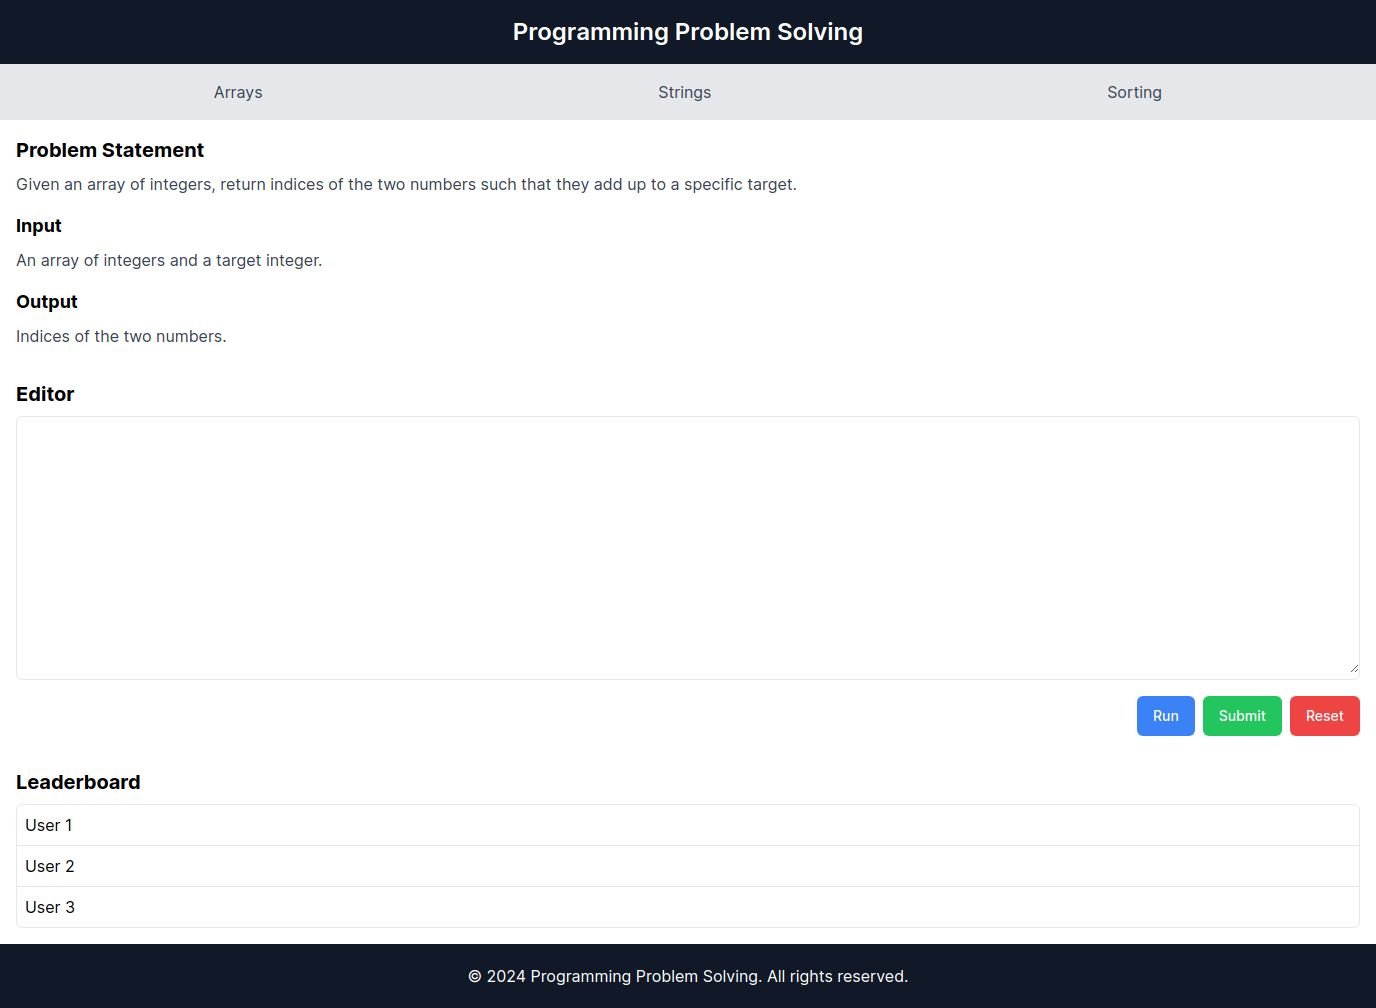 Programming Problem Solving
Arrays Strings Sorting
Problem Statement
Given an array of integers, return indices of the two numbers such that they add up to a specific target.
Input
An array of integers and a target integer.
Output
Indices of the two numbers.
Editor
Run Submit Reset
Leaderboard
User 1
User 2
User 3
© 2024 Programming Problem Solving. All rights reserved.